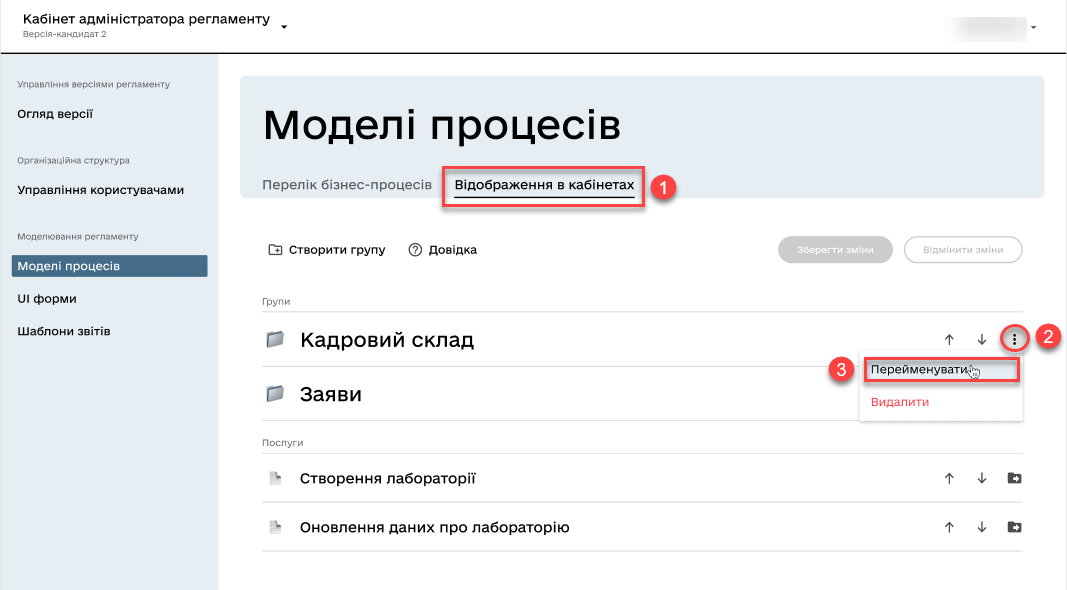 Кабінет адміністратора регламенту
Версія-кандидат 2
Управління версіями регламенту
Огляд версії
Організаційна структура
Управління користувачами
Моделювання регламенту
Моделі процесів
UI форми
Шаблони звітів
Моделі процесів
Перелік бізнес-процесів Відображення в кабінетах 1
Створити групу Довідка Зберегти зміни Відмінити зміни
Групи
Кадровий склад 2
3 Перейменувати
Заяви
Видалити
Послуги
Створення лабораторії
Оновлення даних про лабораторію